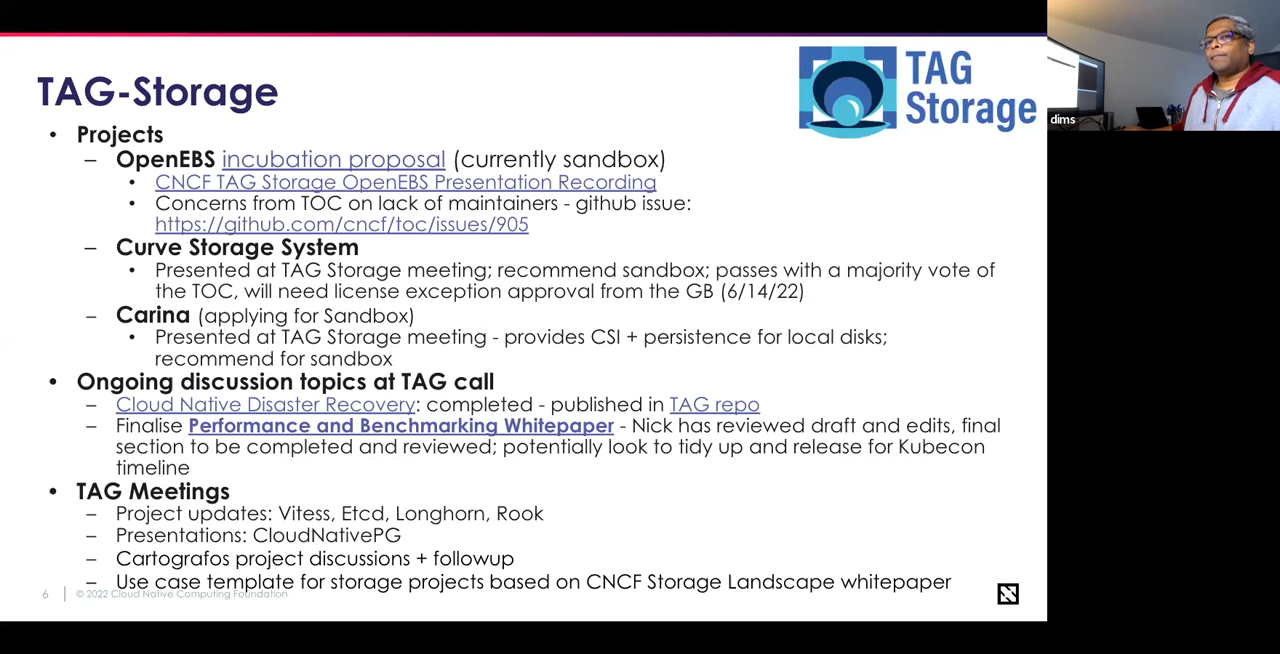 TAG-Storage
TAG
Storage
dims
• Projects
– OpenEBS incubation proposal (currently sandbox)
• CNCF TAG Storage OpenEBS Presentation Recording
• Concerns from TOC on lack of maintainers - github issue:
https://github.com/cncf/toc/issues/905
– Curve Storage System
• Presented at TAG Storage meeting; recommend sandbox; passes with a majority vote of
the TOC, will need license exception approval from the GB (6/14/22)
– Carina (applying for Sandbox)
• Presented at TAG Storage meeting - provides CSI + persistence for local disks;
recommend for sandbox
• Ongoing discussion topics at TAG call
– Cloud Native Disaster Recovery: completed - published in TAG repo
– Finalise Performance and Benchmarking Whitepaper - Nick has reviewed draft and edits, final
section to be completed and reviewed; potentially look to tidy up and release for Kubecon
timeline
• TAG Meetings
– Project updates: Vitess, Etcd, Longhorn, Rook
– Presentations: CloudNativePG
– Cartografos project discussions + followup
– Use case template for storage projects based on CNCF Storage Landscape whitepaper
6 © 2022 Cloud Native Computing Foundation